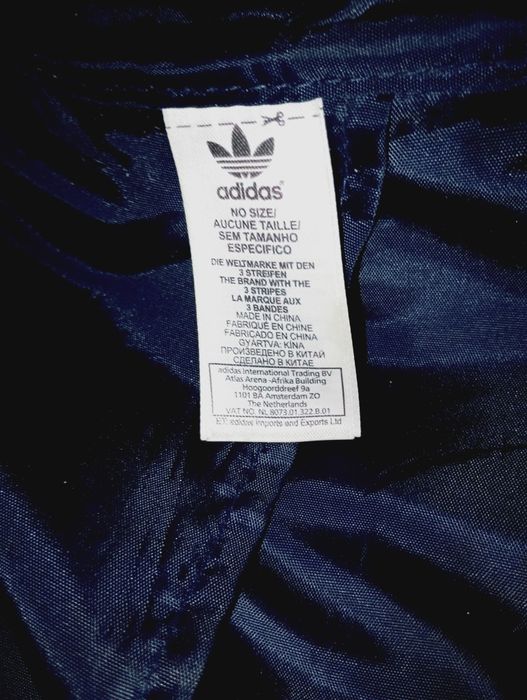 adidas
NO SIZE/
AUCUNE TAILLE/
SEM TAMANHO
ESPECIFICO
DIE WELTMARKE MIT DEN
3 STREIFEN
THE BRAND WITH THE
3 STRIPES
LA MARQUE AUX
3 BANDES
MADE IN CHINA
FABRIQUÉ EN CHINE
FABRICADO EN CHINA
GYÁRTVA: KÍNA
ПРОИЗВЕДЕНО В КИТАЙ
СДЕЛАНО В КИТАЕ
adidas International Trading BV
Atlas Arena -Afrika Building
Hoogoorddreef 9a
1101 BA Amsterdam ZO
The Netherlands
VAT NO. NL 8073.01.322.B.01
adidas Imports and Exports Ltd